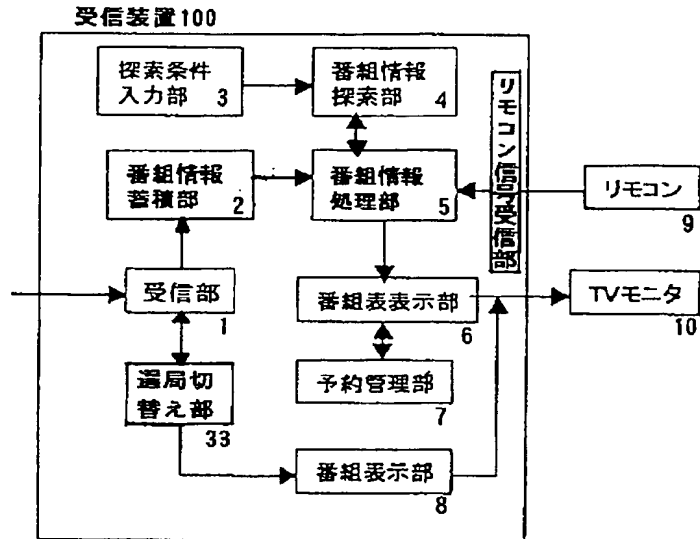 受信装置100
探索条件
入力部 3
番組情報
探索部 4
リモコン信号受信部
番組情報
蓄積部 2
番組情報
処理部 5
リモコン
9
受信部
1
番組表表示部
6
TVモニタ
10
選局切
替え部
33
予約管理部
7
番組表示部
8